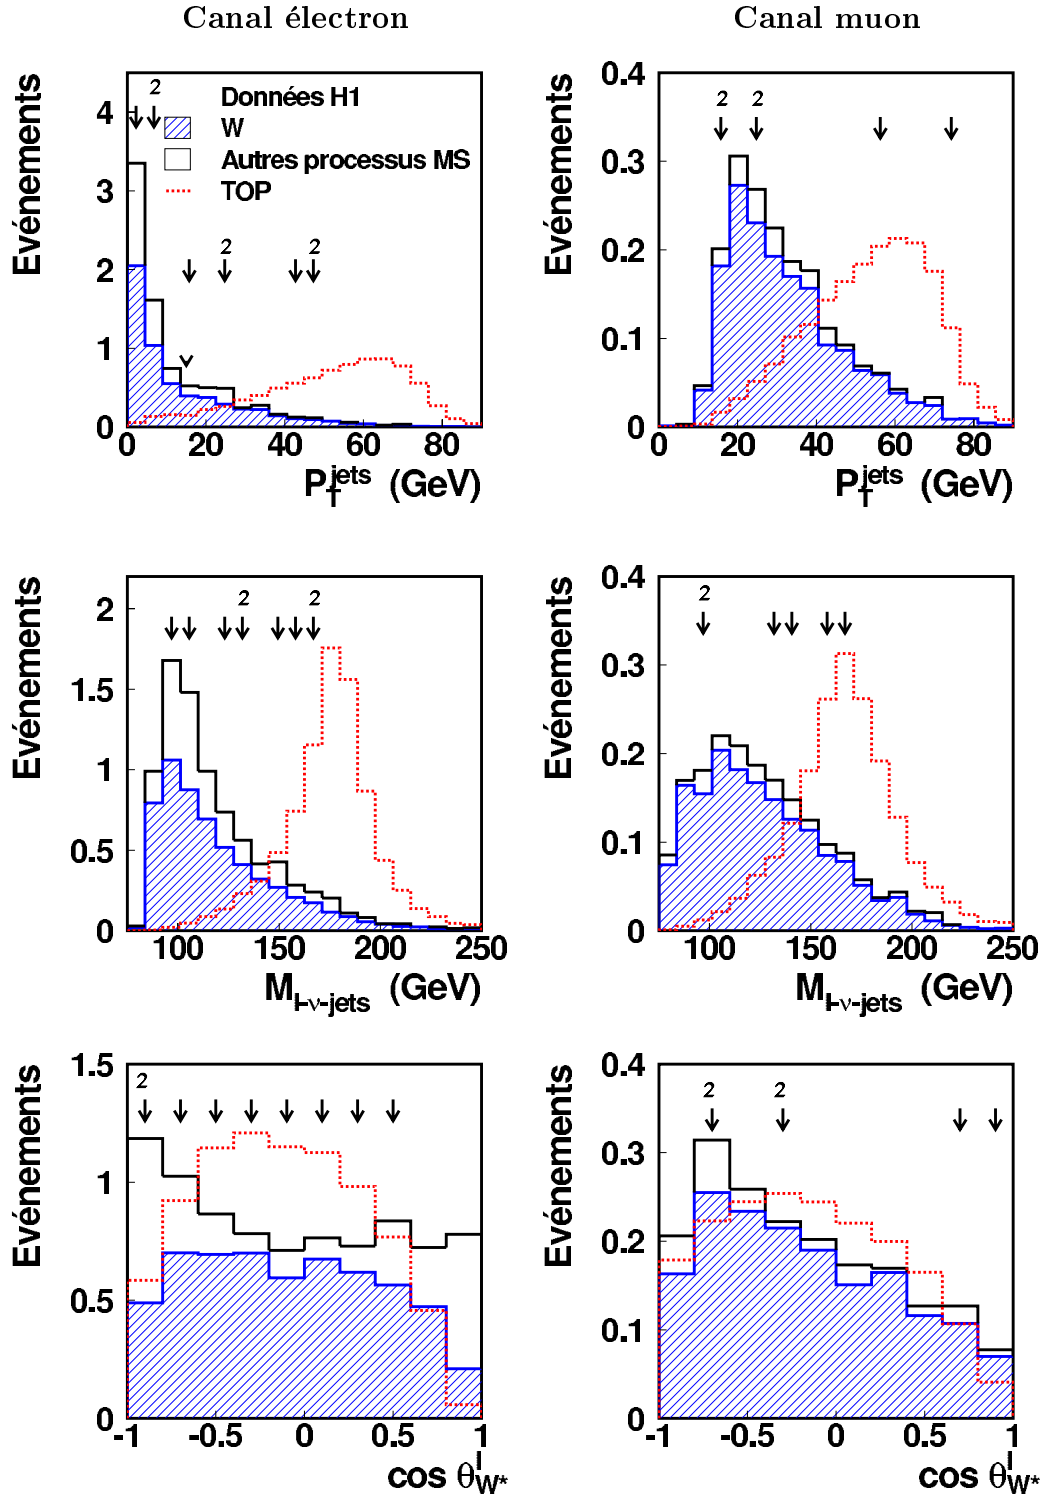 Canal électron Canal muon
Evénements
4
3
2
1
0
2
Données H1
W
Autres processus MS
TOP
2 2
0 20 40 60 80
P_T^jets (GeV)
Evénements
0.4
0.3
0.2
0.1
0
2 2
0 20 40 60 80
P_T^jets (GeV)
Evénements
2
1.5
1
0.5
0
2 2
100 150 200 250
M_l-ν-jets (GeV)
Evénements
0.4
0.3
0.2
0.1
0
2
100 150 200 250
M_l-ν-jets (GeV)
Evénements
1.5
1
0.5
0
2
-1 -0.5 0 0.5 1
cos θ_W*^l
Evénements
0.4
0.3
0.2
0.1
0
2 2
-1 -0.5 0 0.5 1
cos θ_W*^l